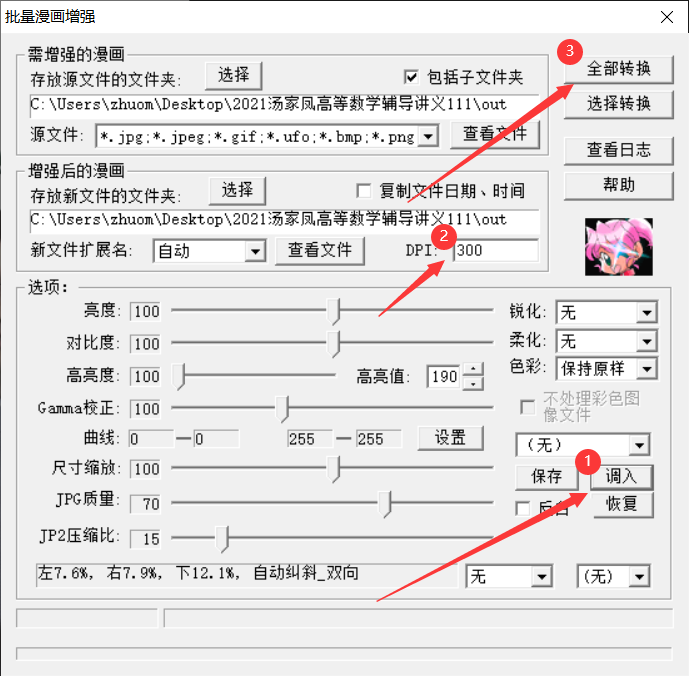 批量漫画增强
需增强的漫画
存放源文件的文件夹: 选择 包括子文件夹
C:\Users\zhuom\Desktop\2021汤家凤高等数学辅导讲义111\out
源文件: *.jpg;*.jpeg;*.gif;*.ufo;*.bmp;*.png 查看文件
3
全部转换
选择转换
查看日志
帮助
增强后的漫画
存放新文件的文件夹: 选择 复制文件日期、时间
C:\Users\zhuom\Desktop\2021汤家凤高等数学辅导讲义111\out
2
新文件扩展名: 自动 查看文件 DPI: 300
选项:
亮度: 100 锐化: 无
对比度: 100 柔化: 无
高亮度: 100 高亮值: 190 色彩: 保持原样
Gamma校正: 100 不处理彩色图
像文件
曲线: 0 — 0 255 — 255 设置 (无)
1
尺寸缩放: 100 保存 调入
JPG质量: 70 反白 恢复
JP2压缩比: 15
左7.6%, 右7.9%, 下12.1%, 自动纠斜_双向 无 (无)